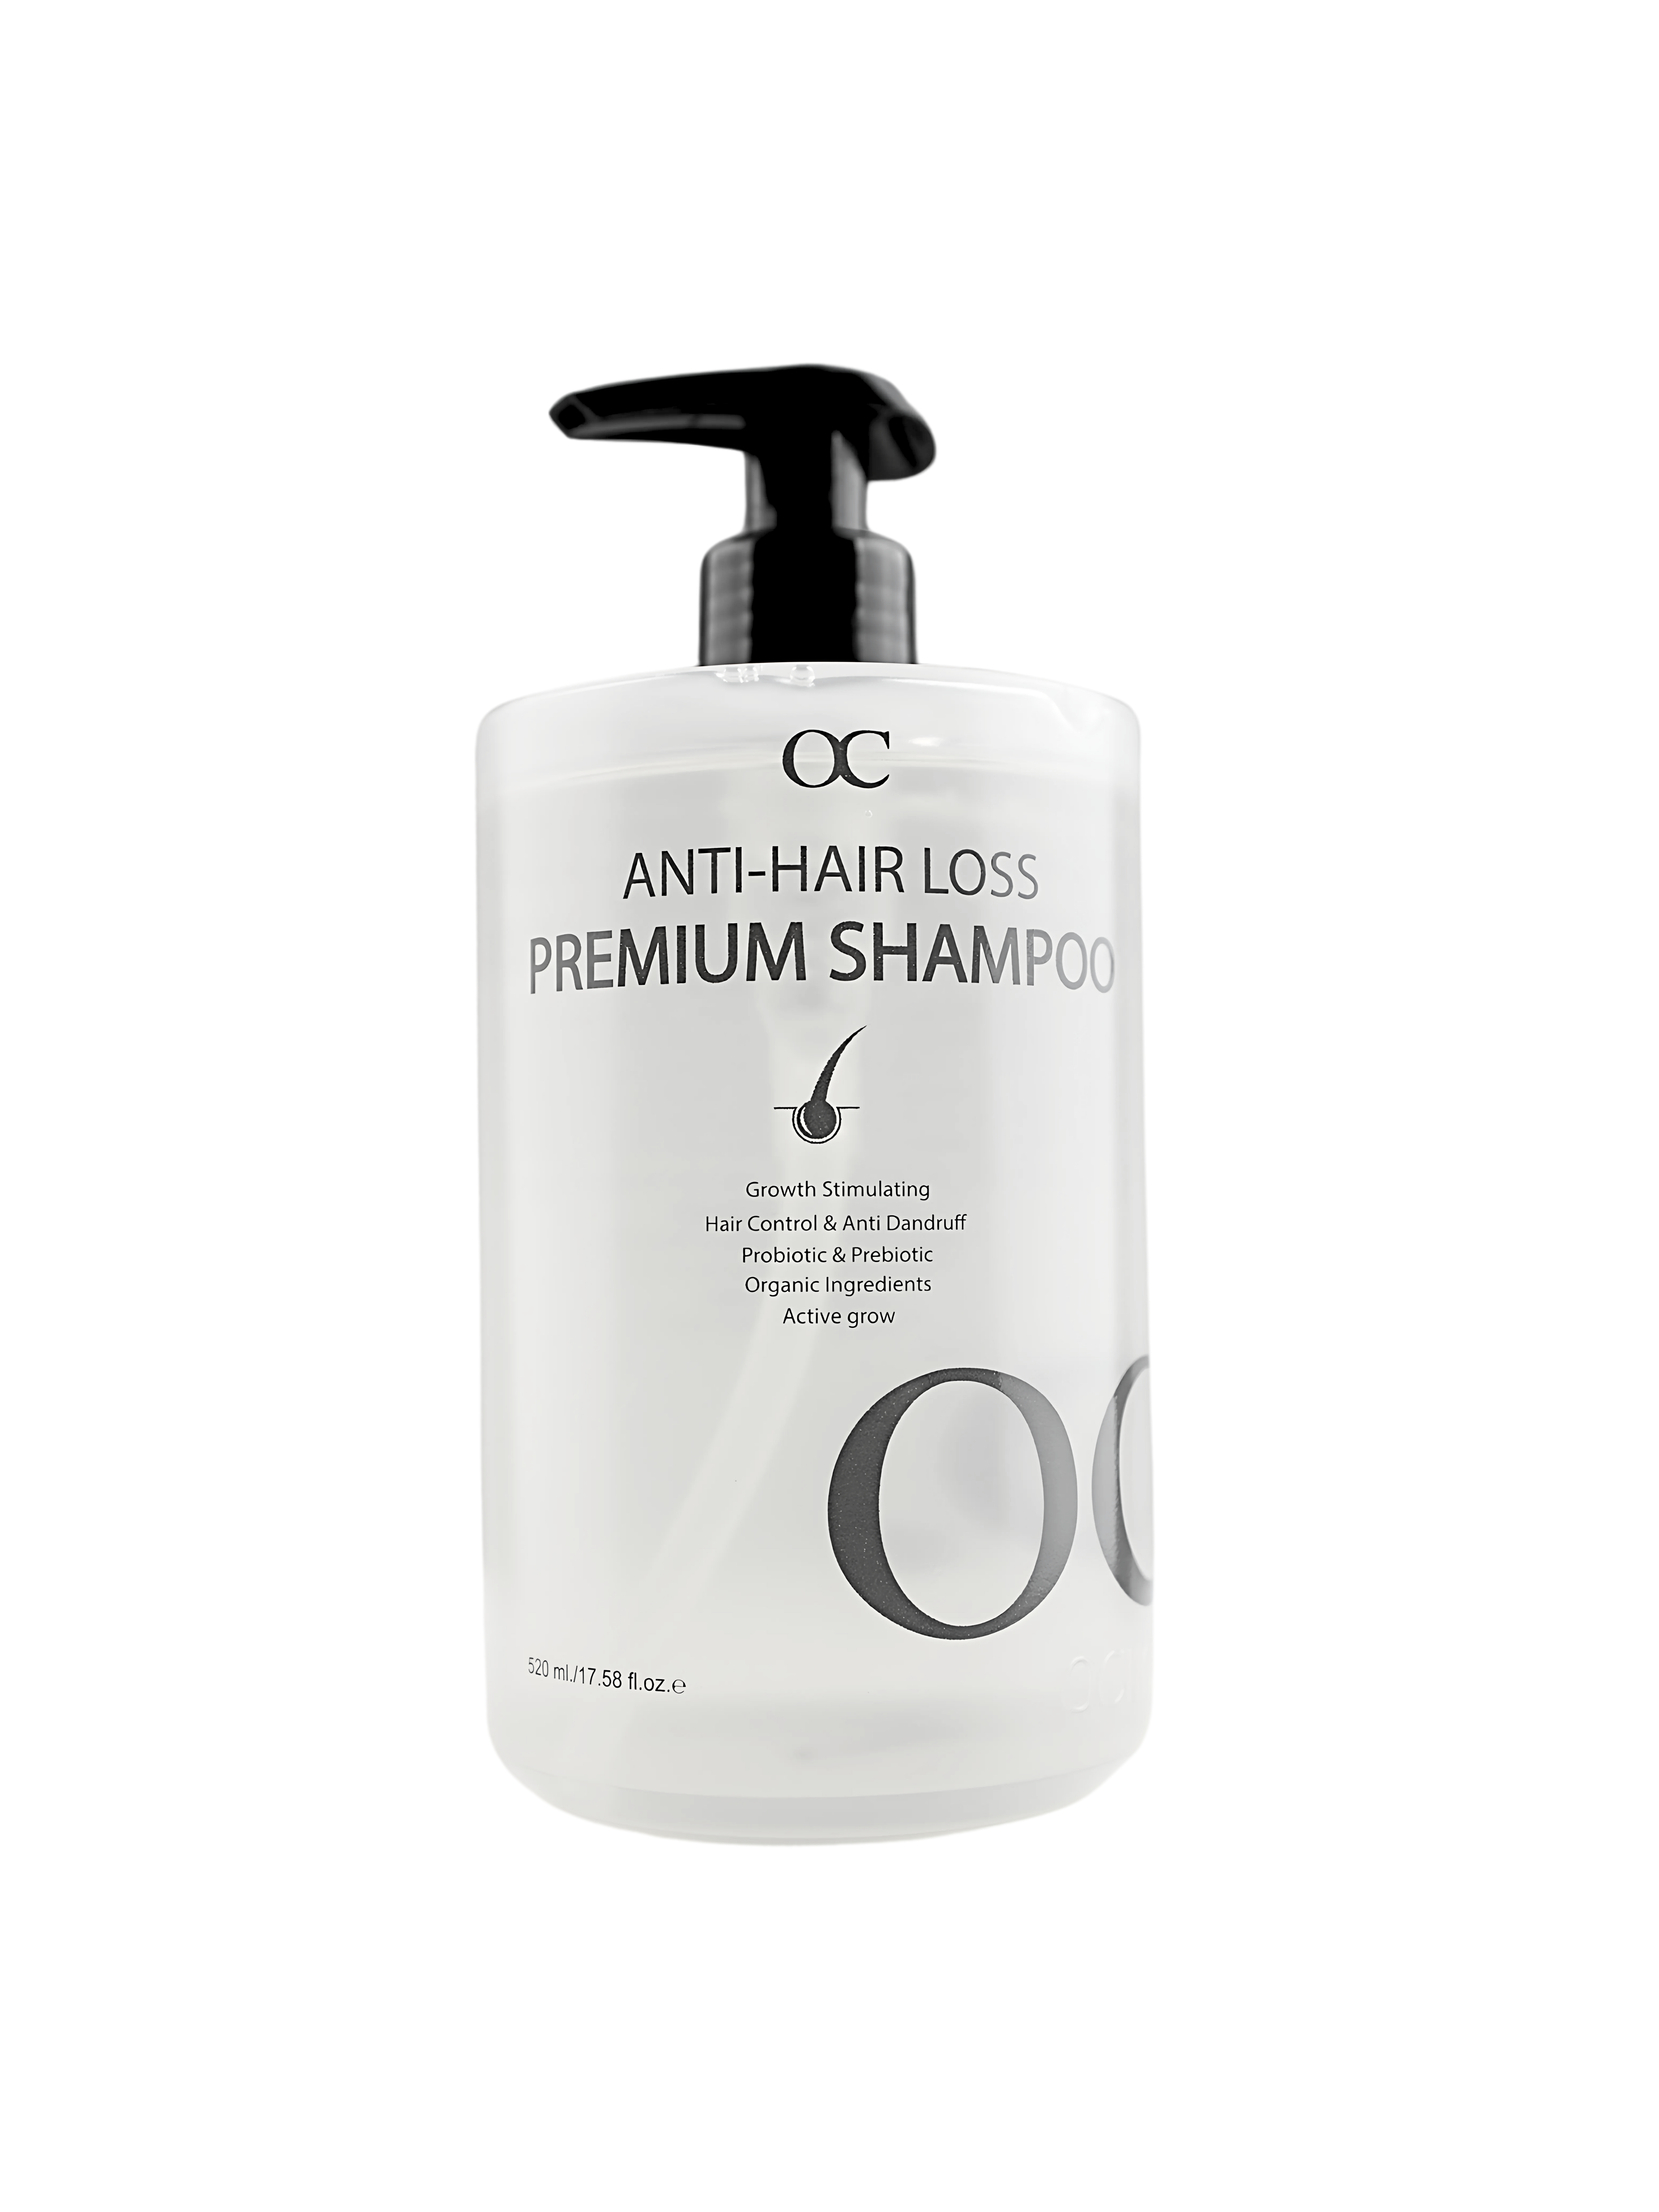 OC
ANTI-HAIR LOSS
PREMIUM SHAMPOO
Growth Stimulating
Hair Control & Anti Dandruff
Probiotic & Prebiotic
Organic Ingredients
Active grow
OC
520 ml./17.58 fl.oz.℮